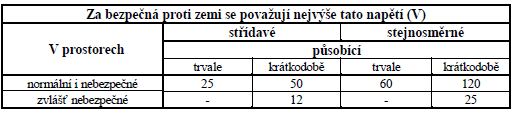 Za bezpečná proti zemi se považují nejvýše tato napětí (V)
V prostorech
střídavé stejnosměrné
působící
trvale krátkodobě trvale krátkodobě
normální i nebezpečné 25 50 60 120
zvlášť nebezpečné - 12 - 25